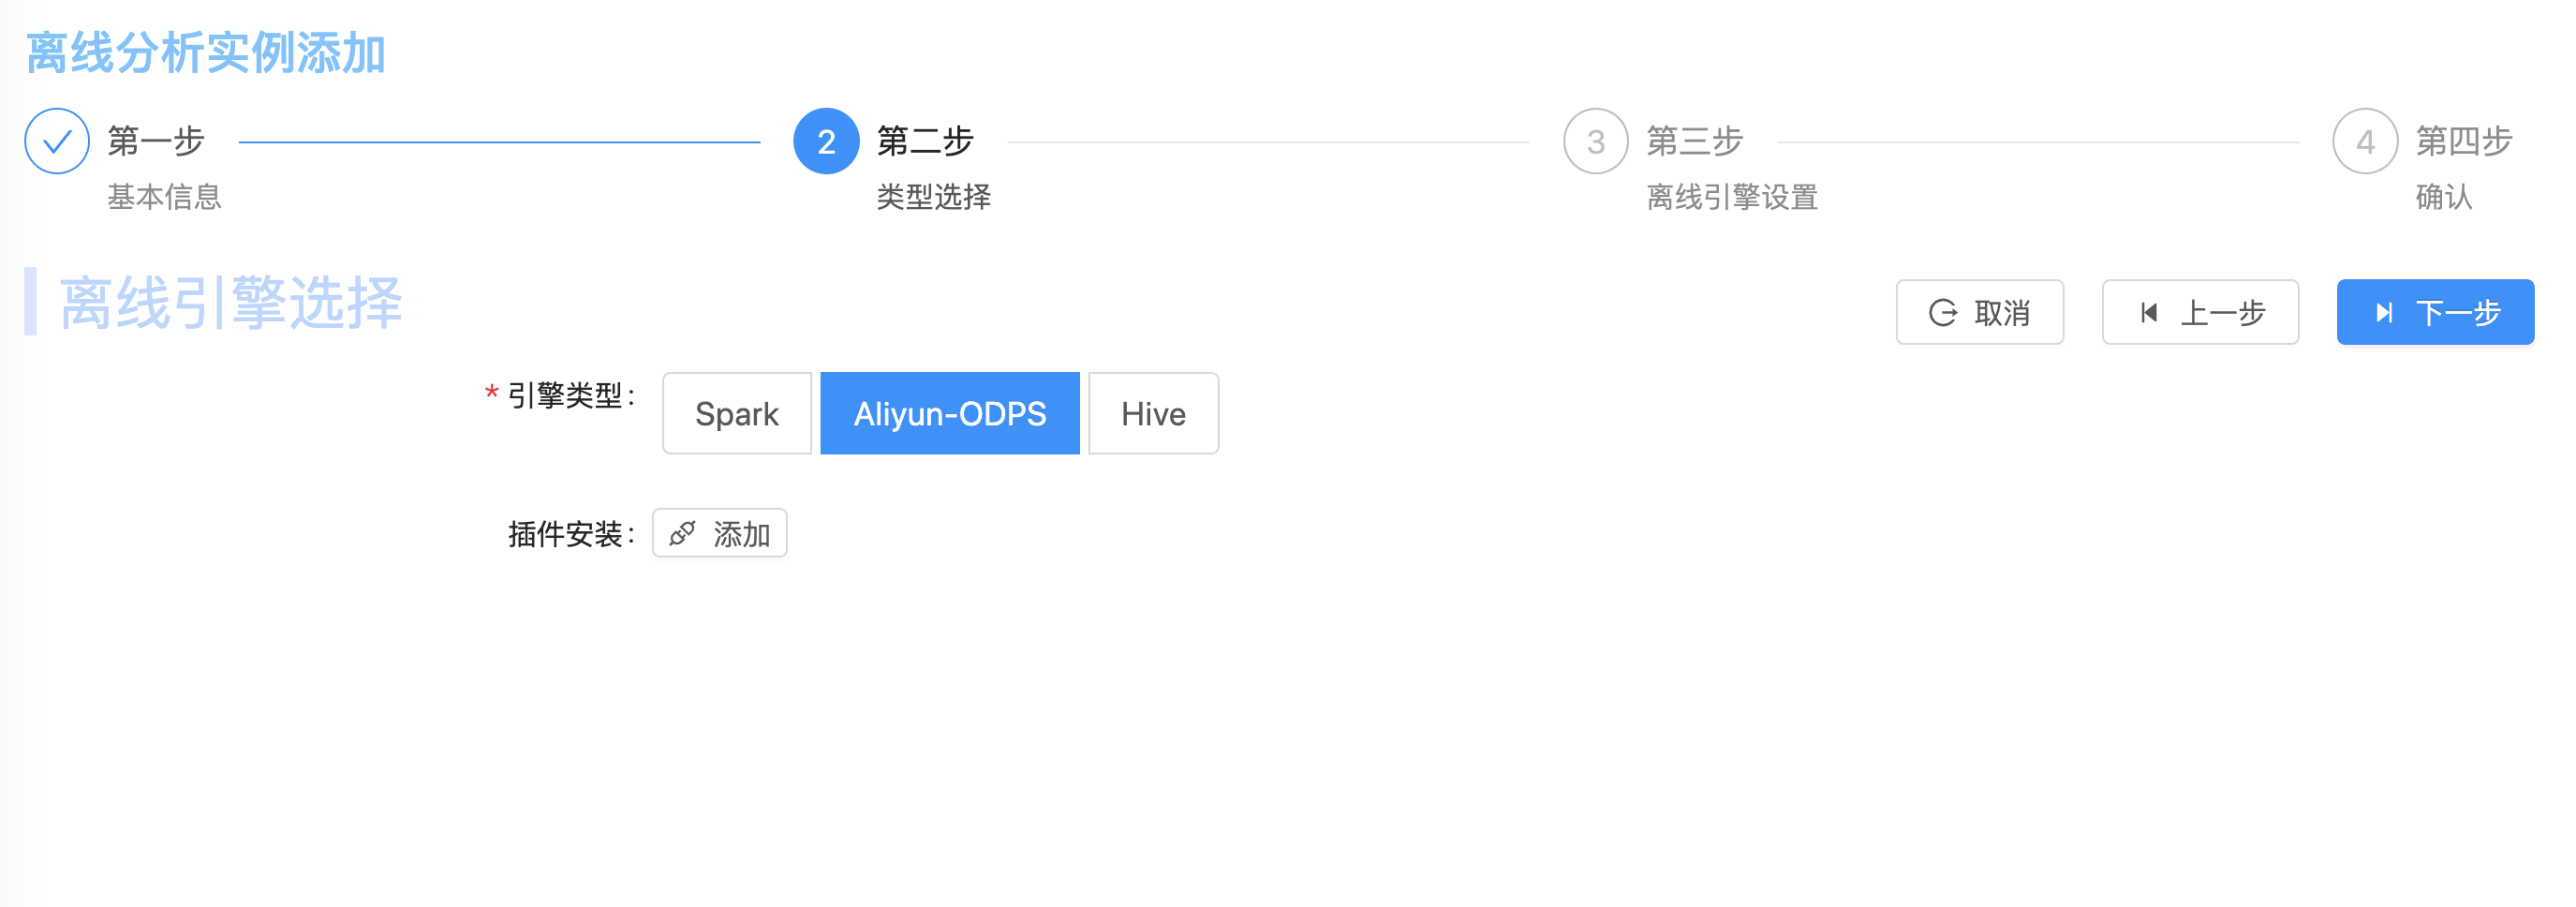 离线分析实例添加
第一步
2 第二步
3 第三步
4 第四步
基本信息
类型选择
离线引擎设置
确认
离线引擎选择
取消
上一步
下一步
* 引擎类型:
Spark
Aliyun-ODPS
Hive
插件安装:
添加